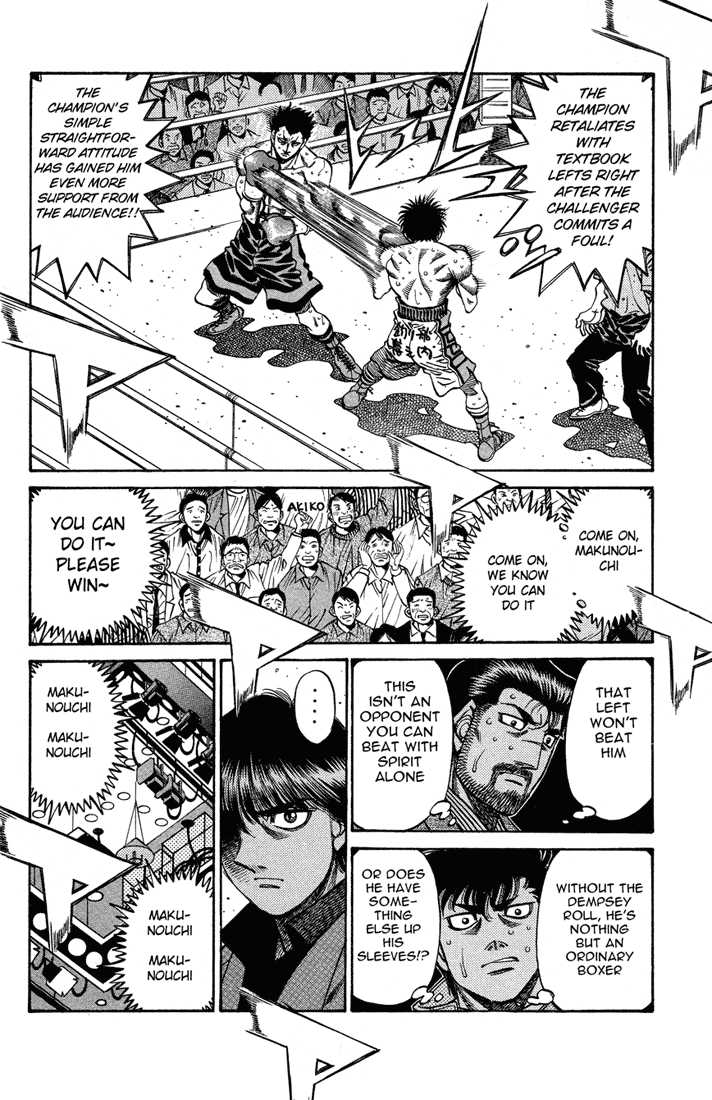 THE
CHAMPION
RETALIATES
WITH
TEXTBOOK
LEFTS RIGHT
AFTER THE
CHALLENGER
COMMITS A
FOUL!
THE
CHAMPION'S
SIMPLE
STRAIGHTFOR-
WARD ATTITUDE
HAS GAINED HIM
EVEN MORE
SUPPORT FROM
THE AUDIENCE!!
COME ON,
MAKUNOU-
CHI
COME ON,
WE KNOW
YOU CAN
DO IT
AKIKO
YOU CAN
DO IT~
PLEASE
WIN~
THAT
LEFT
WON'T
BEAT
HIM
THIS
ISN'T AN
OPPONENT
YOU CAN
BEAT WITH
SPIRIT
ALONE
WITHOUT THE
DEMPSEY
ROLL, HE'S
NOTHING
BUT AN
ORDINARY
BOXER
OR DOES
HE HAVE
SOME-
THING
ELSE UP
HIS
SLEEVES!?
...
MAKU-
NOUCHI
MAKU-
NOUCHI
MAKU-
NOUCHI
MAKU-
NOUCHI